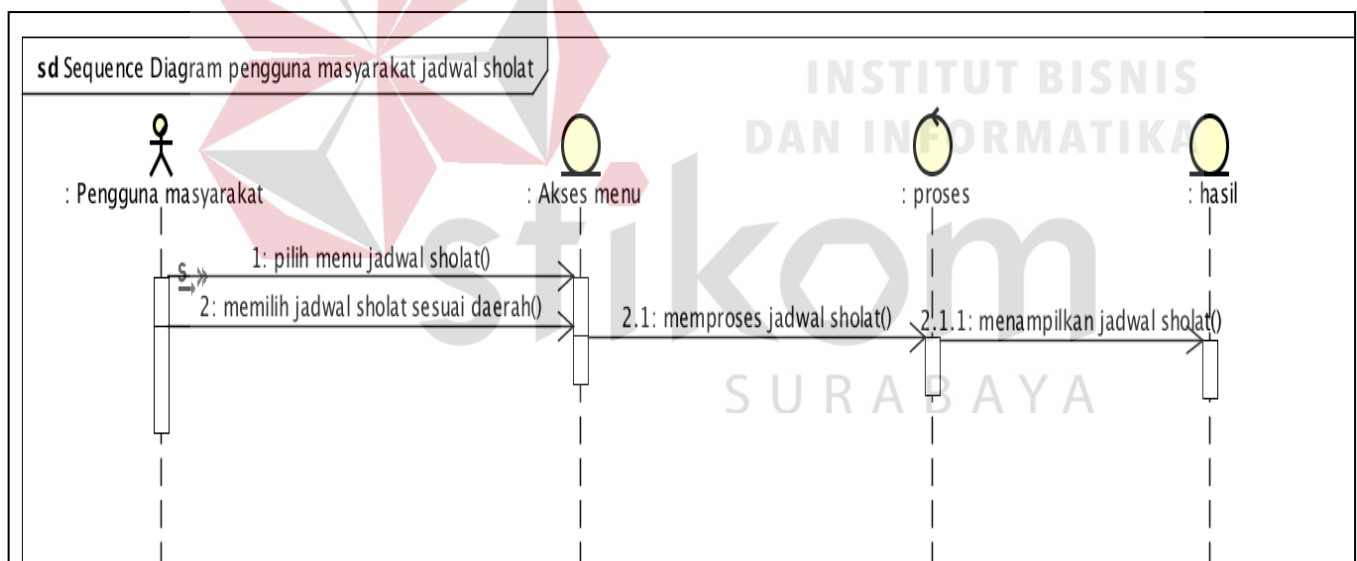 sd Sequence Diagram pengguna masyarakat jadwal sholat
INSTITUT BISNIS
DAN INFORMATIKA
stikom
SURABAYA
: Pengguna masyarakat
: Akses menu
: proses
: hasil
1: pilih menu jadwal sholat()
S
2: memilih jadwal sholat sesuai daerah()
2.1: memproses jadwal sholat()
2.1.1: menampilkan jadwal sholat()